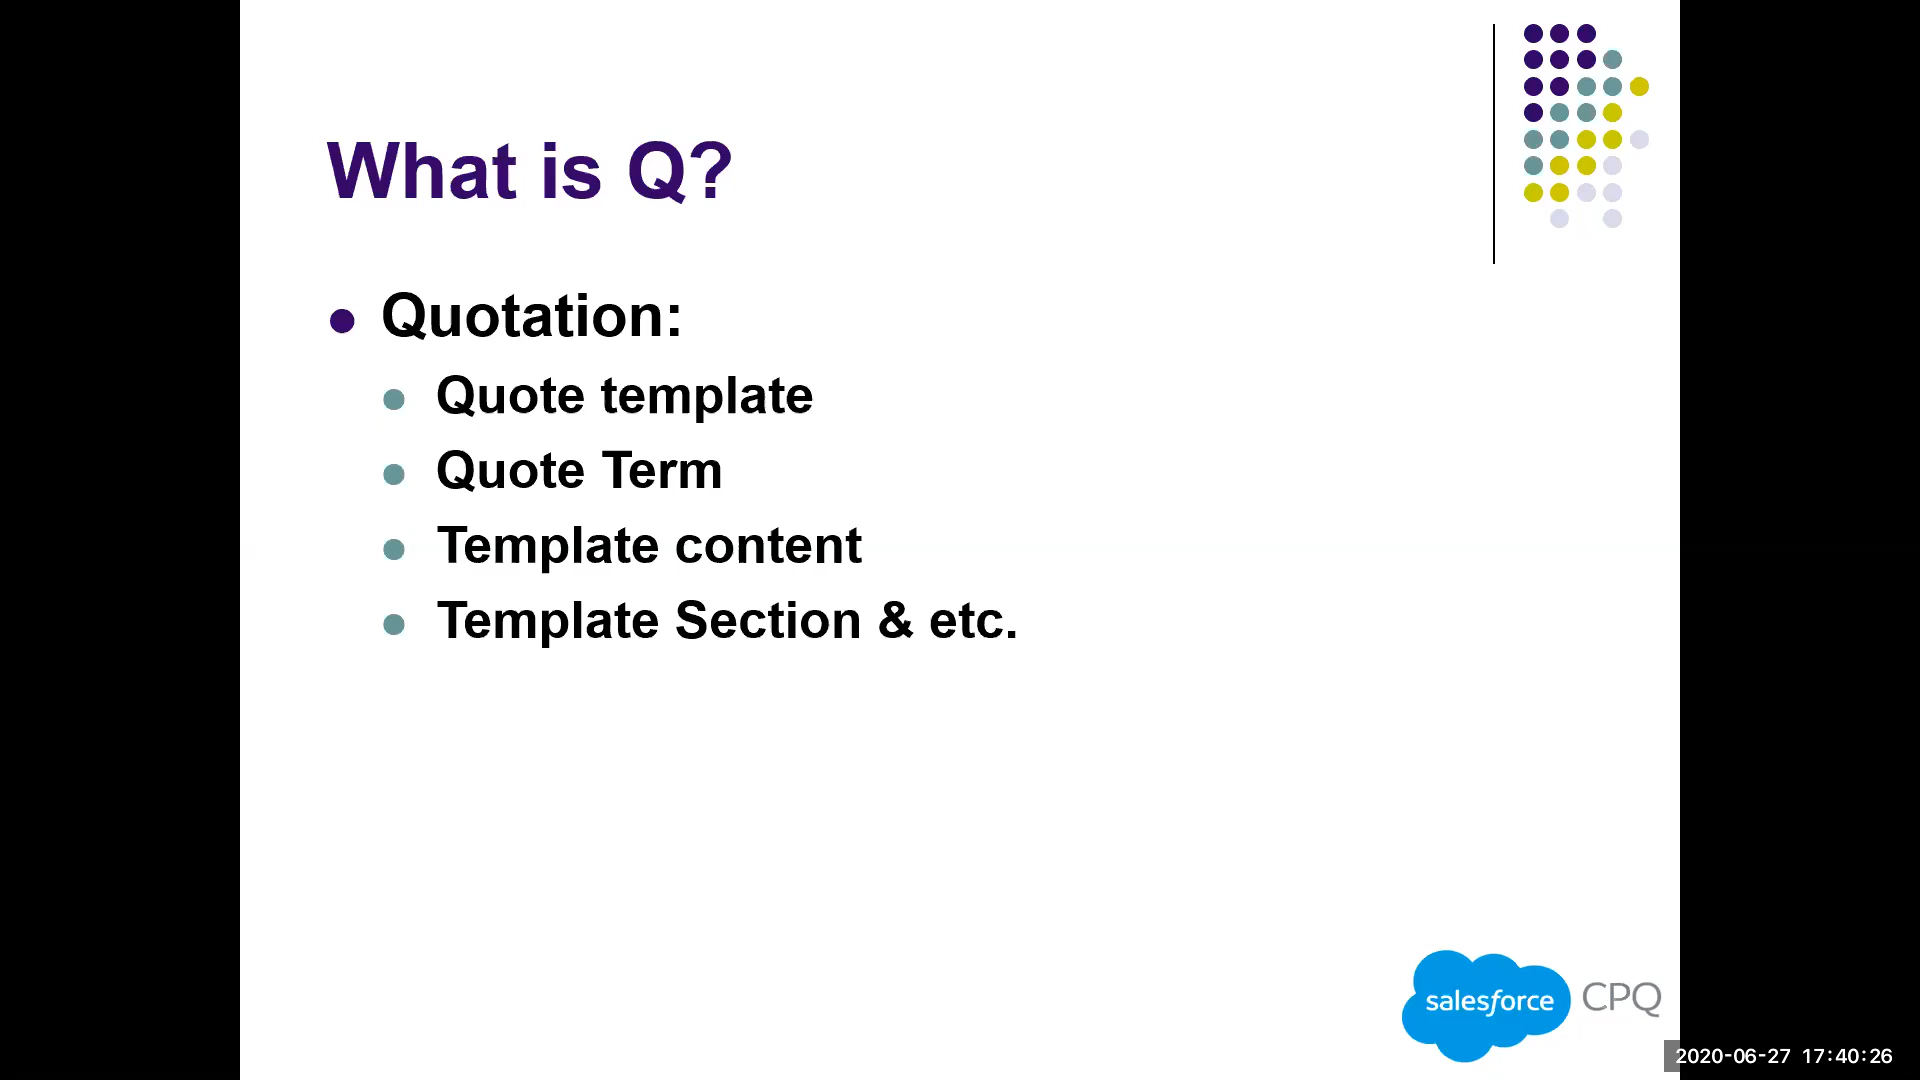 What is Q?
Quotation:
Quote template
Quote Term
Template content
Template Section & etc.
salesforce CPQ
2020-06-27 17:40:26